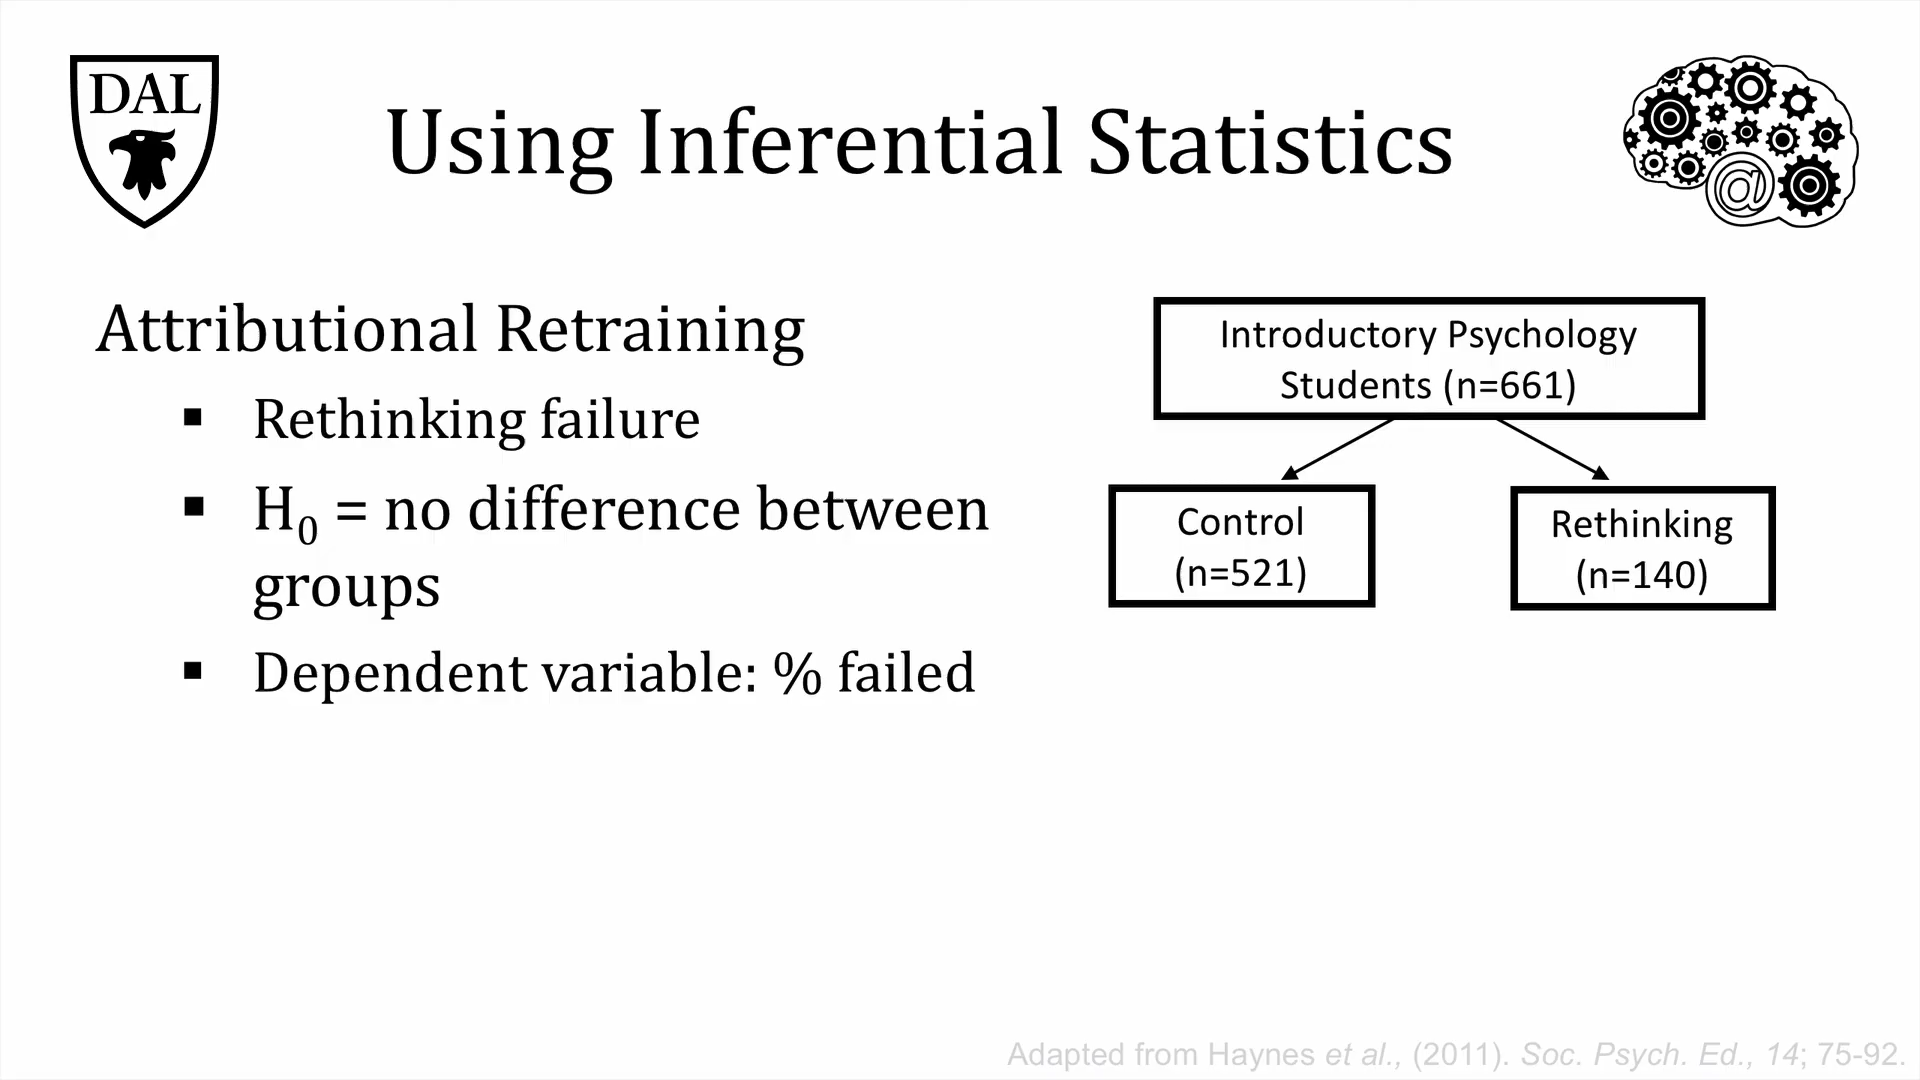 DAL
Using Inferential Statistics
@
Attributional Retraining
▪ Rethinking failure
▪ H₀ = no difference between
groups
▪ Dependent variable: % failed
Introductory Psychology
Students (n=661)
Control
(n=521)
Rethinking
(n=140)
Adapted from Haynes et al., (2011). Soc. Psych. Ed., 14; 75-92.